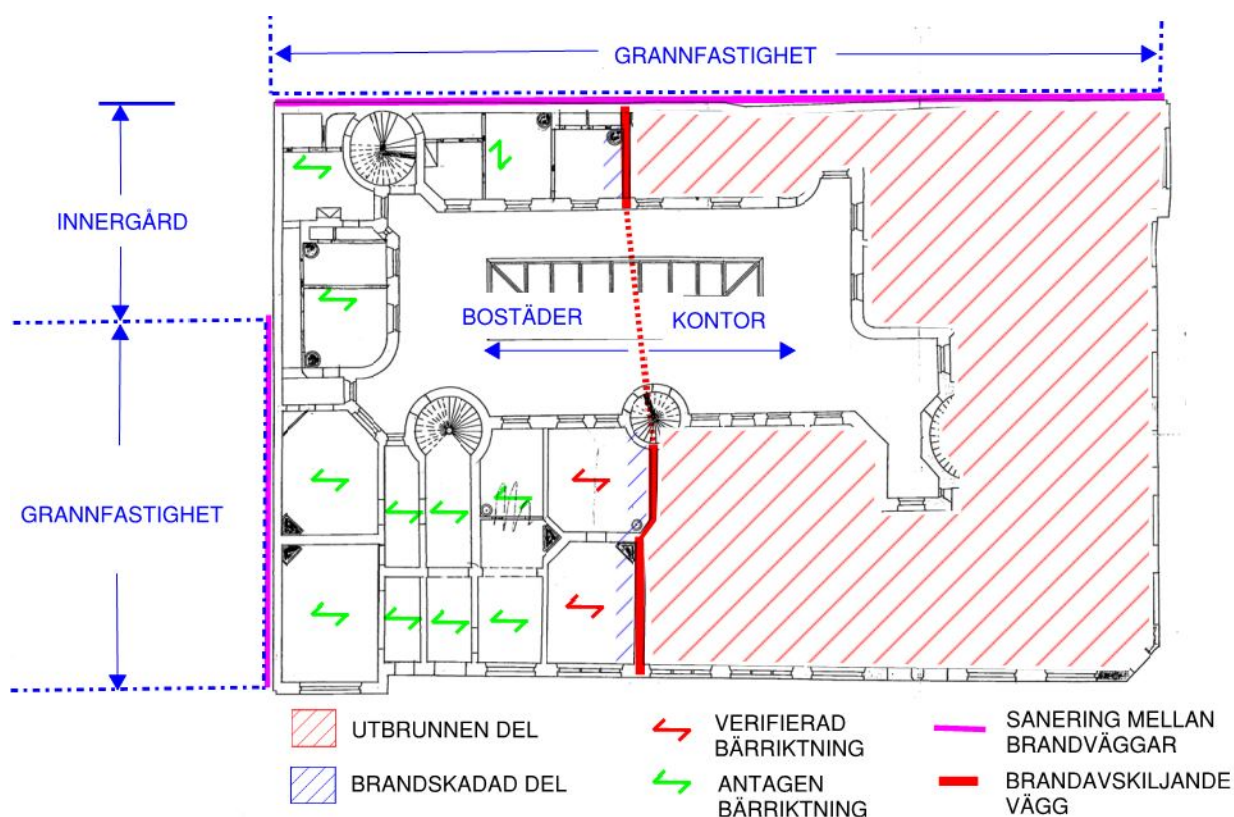 GRANNFASTIGHET
INNERGÅRD
BOSTÄDER
KONTOR
GRANNFASTIGHET
UTBRUNNEN DEL
BRANDSKADAD DEL
VERIFIERAD
BÄRRIKTNING
ANTAGEN
BÄRRIKTNING
SANERING MELLAN
BRANDVÄGGAR
BRANDAVSKILJANDE
VÄGG